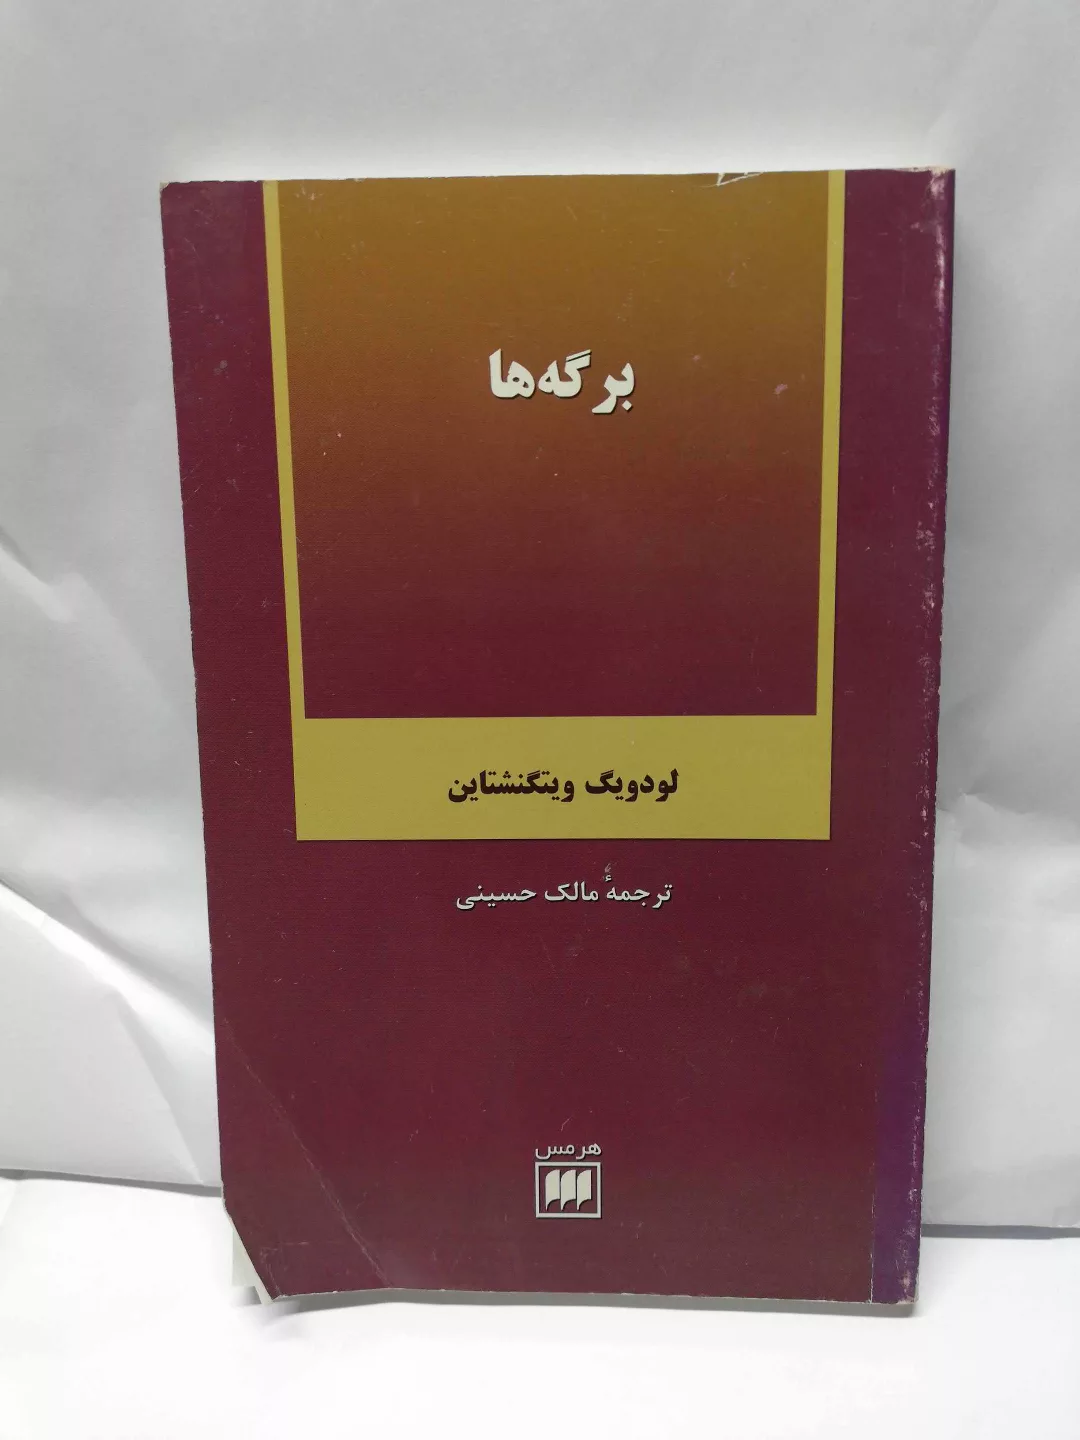 برگه‌ها
لودویگ ویتگنشتاین
ترجمهٔ مالک حسینی
هرمس